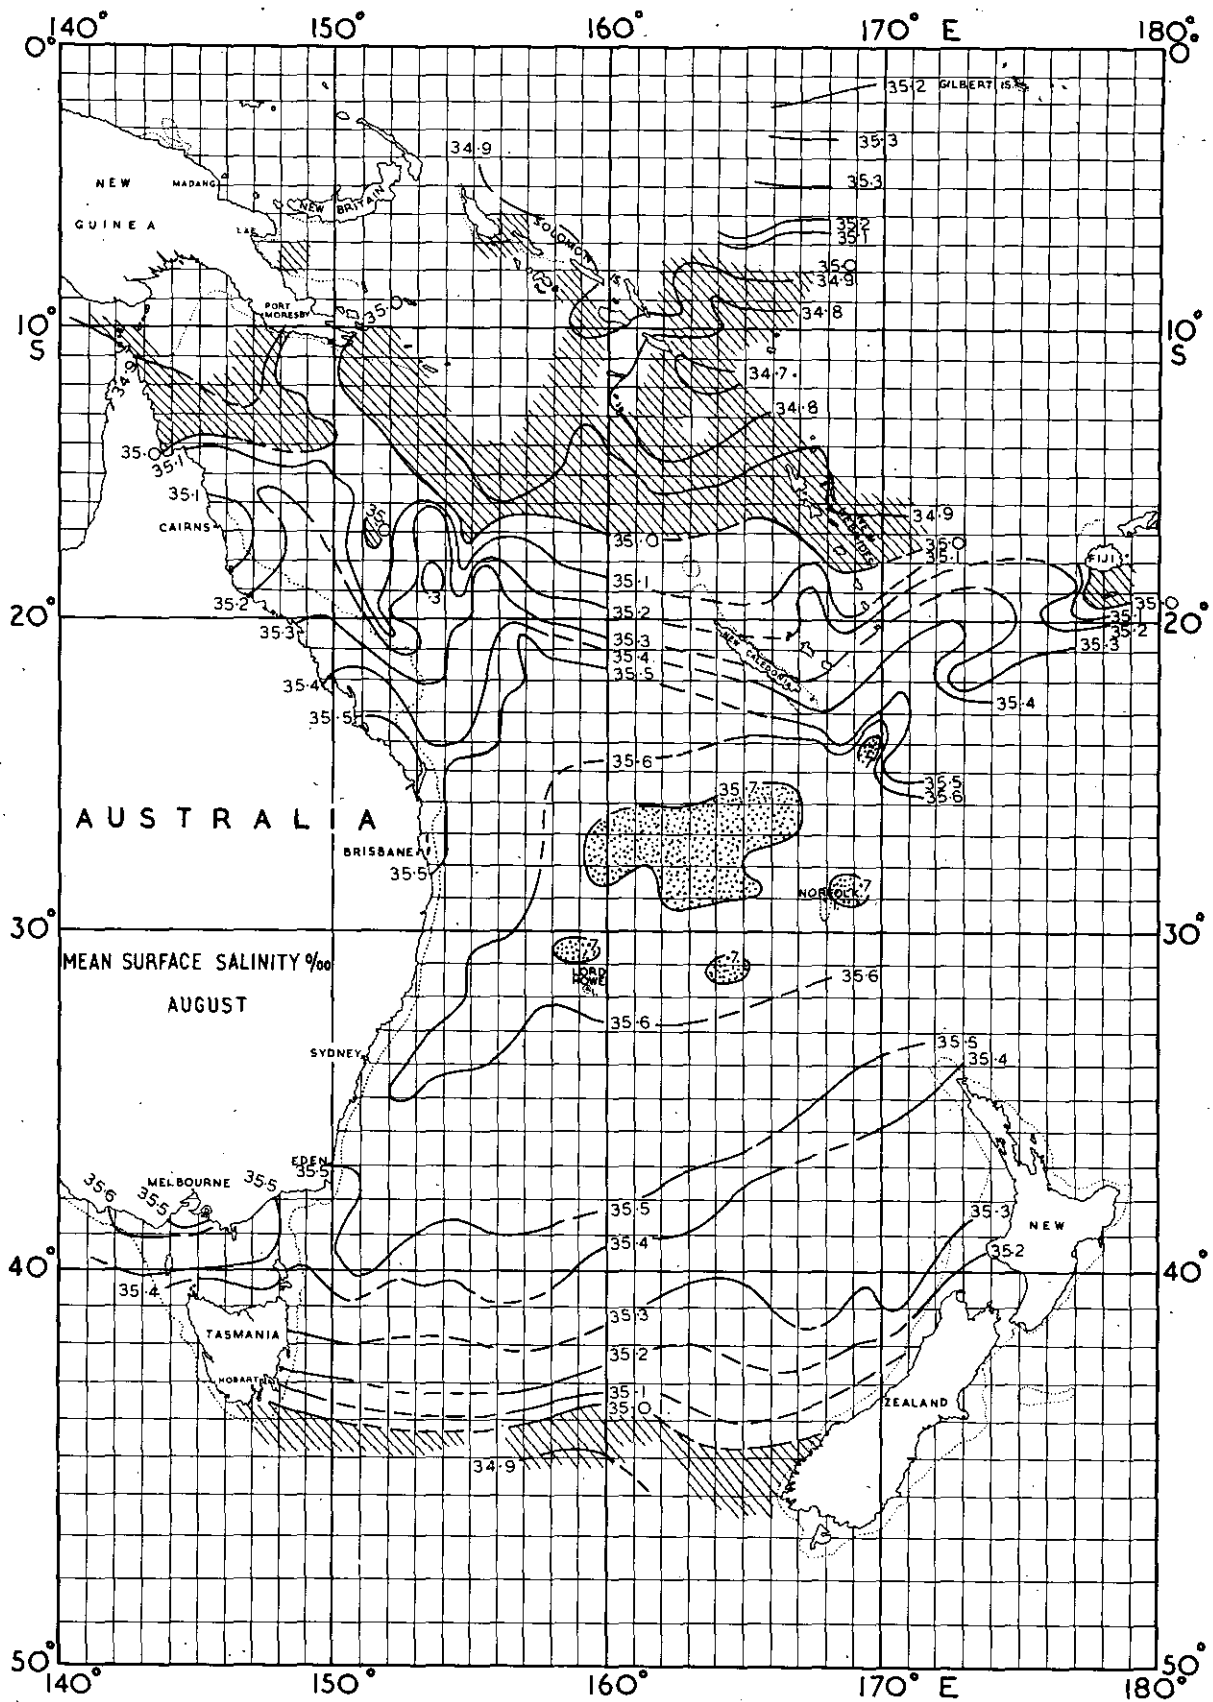 140° 150° 160° 170° E 180°
0° 0°
35·2 GILBERT IS.
34·9 35·3
NEW MADANG 35·3
NEW BRITAIN
GUINEA LAE SOLOMON IS 35·2
35·1
35·0
34·9
PORT
MORESBY 35·0 34·8
10° 10°
S S
34·9 34·7
34·8
35·0
35·1
35·1 35·0 34·9
CAIRNS NEW
HEBRIDES
35·0 35·0
35·1
FIJI
35·1
·3
35·2 35·2 35·0
20° 35·1 20°
35·3 35·3 35·2
35·4 NEW CALEDONIA 35·3
35·4 35·5
35·4
35·5
35·6 ·7 35·5
35·6
35·7
AUSTRALIA
BRISBANE
35·5
NORFOLK I. ·7
30° 30°
MEAN SURFACE SALINITY ‰ ·7 ·7
LORD
HOWE
I. 35·6
AUGUST
35·6
SYDNEY 35·5
35·4
EDEN
35·5
35·6 35·5 MELBOURNE 35·5
35·5 35·3
NEW
35·4 35·2
40° 40°
35·4
35·3
TASMANIA
35·2
HOBART
35·1
35·0 ZEALAND
34·9
50° 50°
140° 150° 160° 170° E 180°